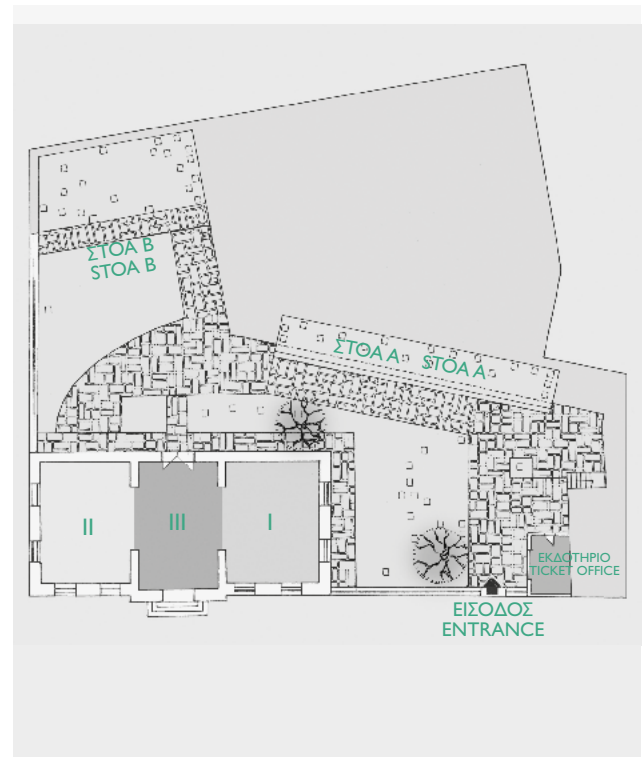 ΣΤΟΑ Β
STOA B
ΣΤΟΑ Α STOA A
II
III
I
ΕΚΔΟΤΗΡΙΟ
TICKET OFFICE
ΕΙΣΟΔΟΣ
ENTRANCE